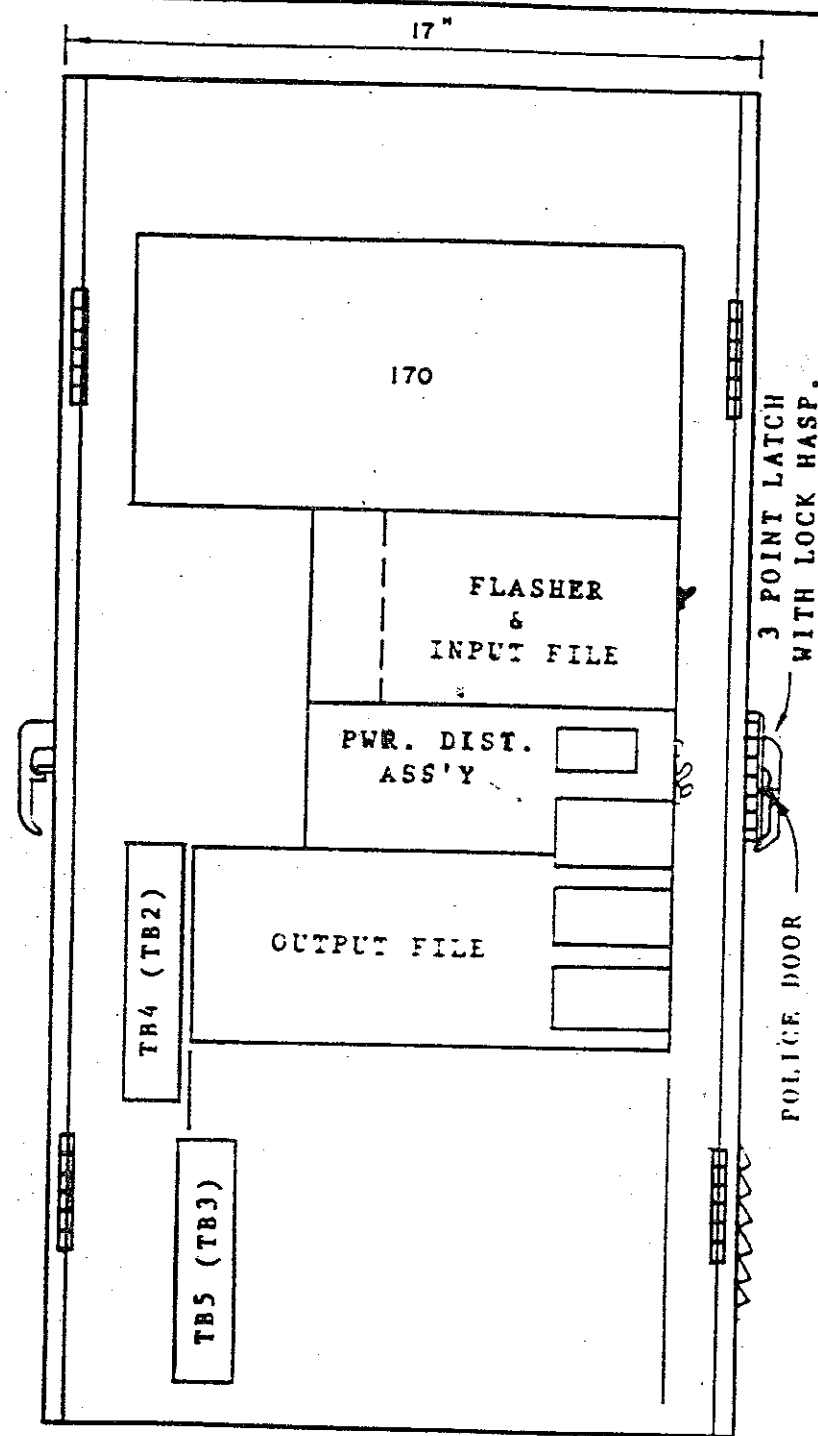 17"
170
3 POINT LATCH
WITH LOCK HASP.
FLASHER
&
INPUT FILE
PWR. DIST.
ASS'Y
TB4 (TB2)
OUTPUT FILE
POLICE DOOR
TB5 (TB3)